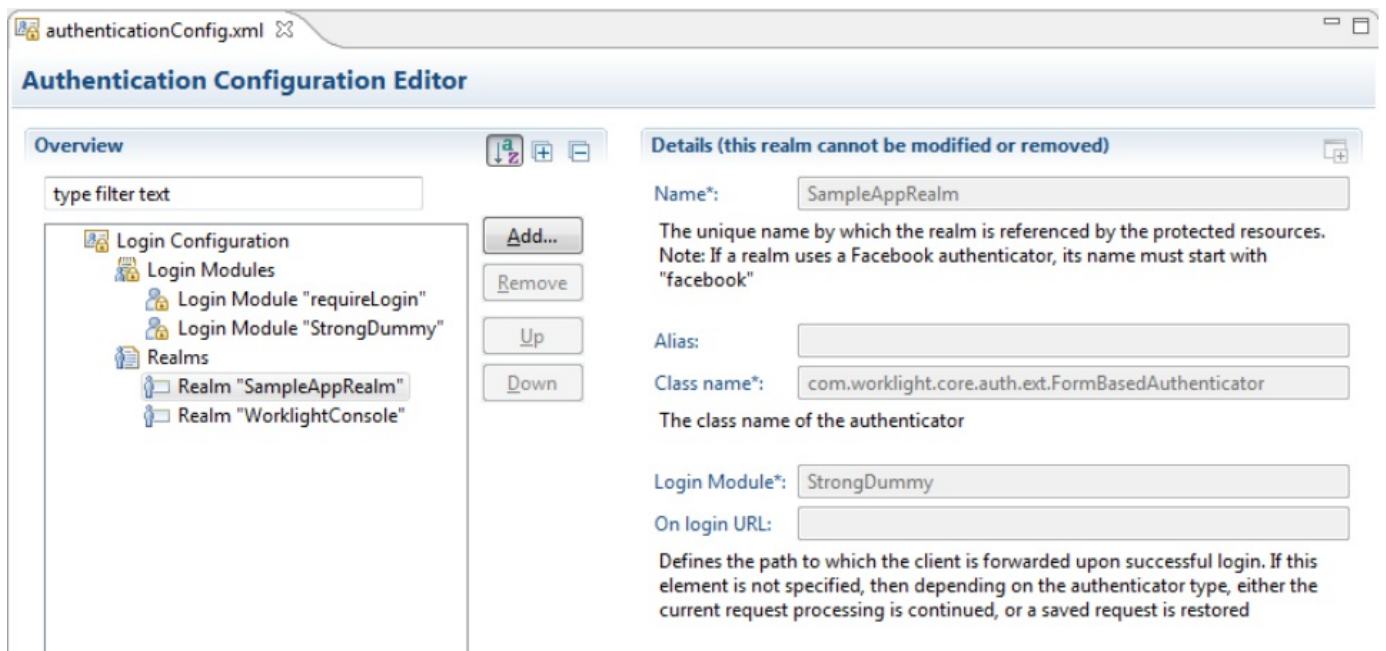 authenticationConfig.xml
Authentication Configuration Editor
Overview
type filter text
Login Configuration
Login Modules
Login Module "requireLogin"
Login Module "StrongDummy"
Realms
Realm "SampleAppRealm"
Realm "WorklightConsole"
Add...
Remove
Up
Down
Details (this realm cannot be modified or removed)
Name*: SampleAppRealm
The unique name by which the realm is referenced by the protected resources.
Note: If a realm uses a Facebook authenticator, its name must start with
"facebook"
Alias:
Class name*: com.worklight.core.auth.ext.FormBasedAuthenticator
The class name of the authenticator
Login Module*: StrongDummy
On login URL:
Defines the path to which the client is forwarded upon successful login. If this
element is not specified, then depending on the authenticator type, either the
current request processing is continued, or a saved request is restored